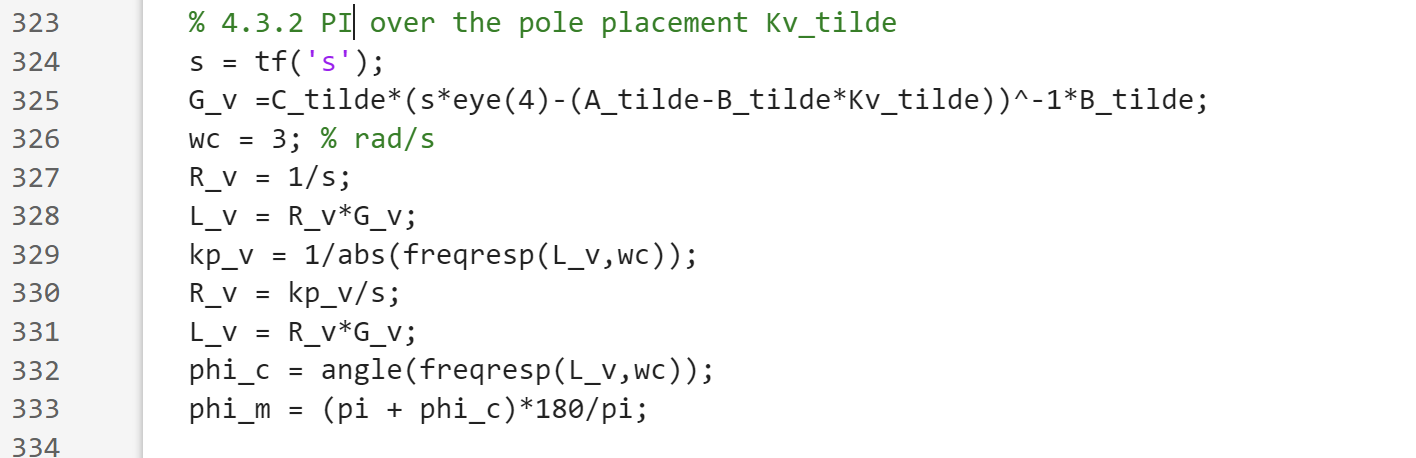 323 % 4.3.2 PI over the pole placement Kv_tilde
324 s = tf('s');
325 G_v =C_tilde*(s*eye(4)-(A_tilde-B_tilde*Kv_tilde))^-1*B_tilde;
326 wc = 3; % rad/s
327 R_v = 1/s;
328 L_v = R_v*G_v;
329 kp_v = 1/abs(freqresp(L_v,wc));
330 R_v = kp_v/s;
331 L_v = R_v*G_v;
332 phi_c = angle(freqresp(L_v,wc));
333 phi_m = (pi + phi_c)*180/pi;
334